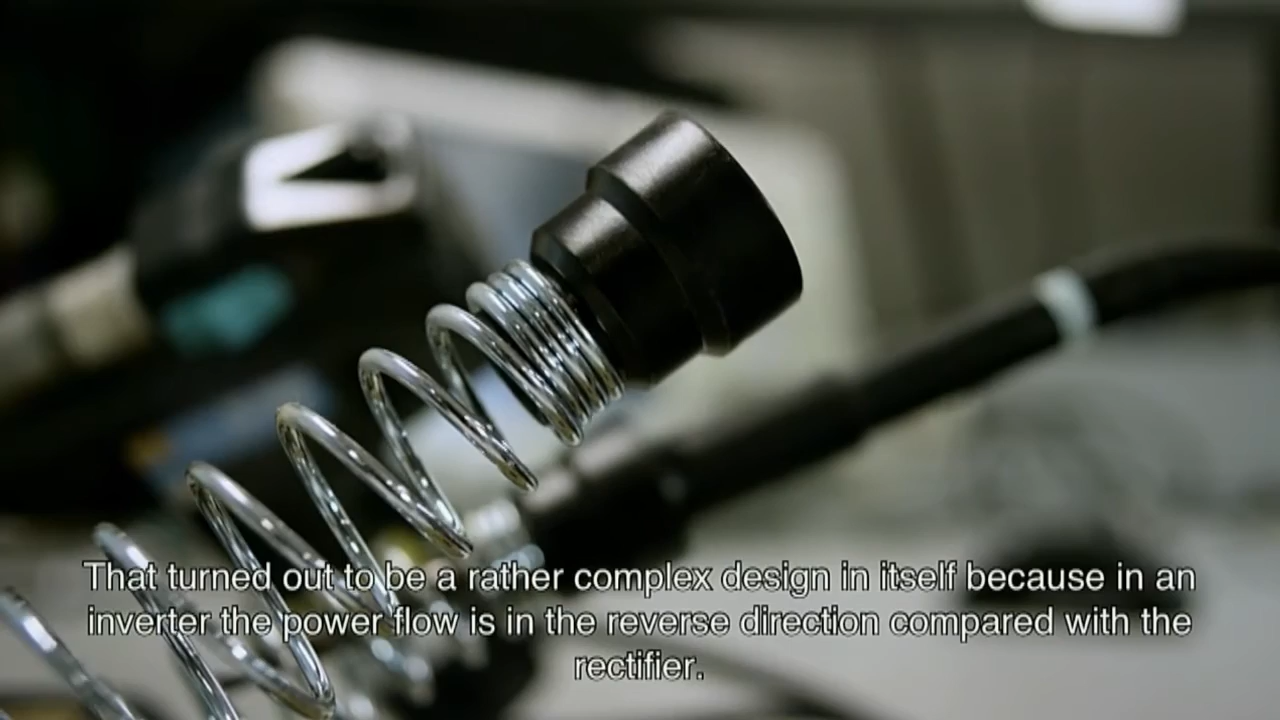 That turned out to be a rather complex design in itself because in an
inverter the power flow is in the reverse direction compared with the
rectifier.